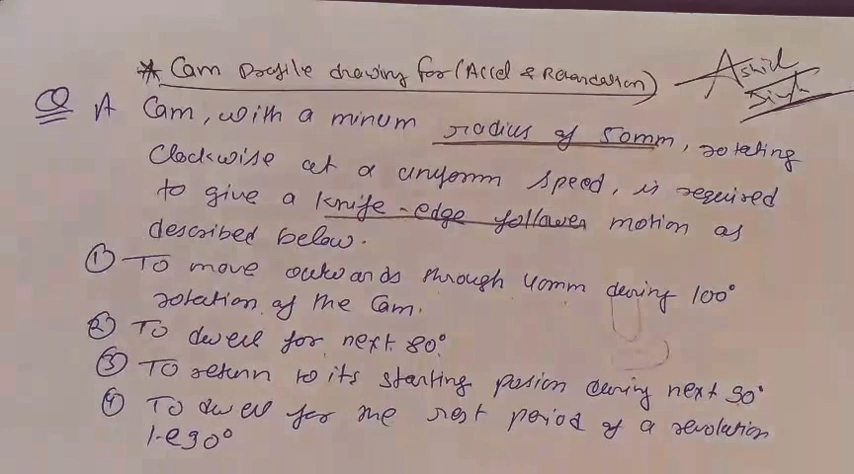 * Cam Profile drawing for (Accel & Retardation)
Ashid
Singh
Q A Cam, with a minum radius of 50mm, rotating
Clockwise at a uniform speed, is required
to give a knife-edge follower motion as
described below.
① To move outwards through 40mm during 100°
rotation of the Cam.
② To dwell for next 80°
③ To return to its starting posion during next 90°
④ To dwell for the rest period of a revolution
i.e 90°